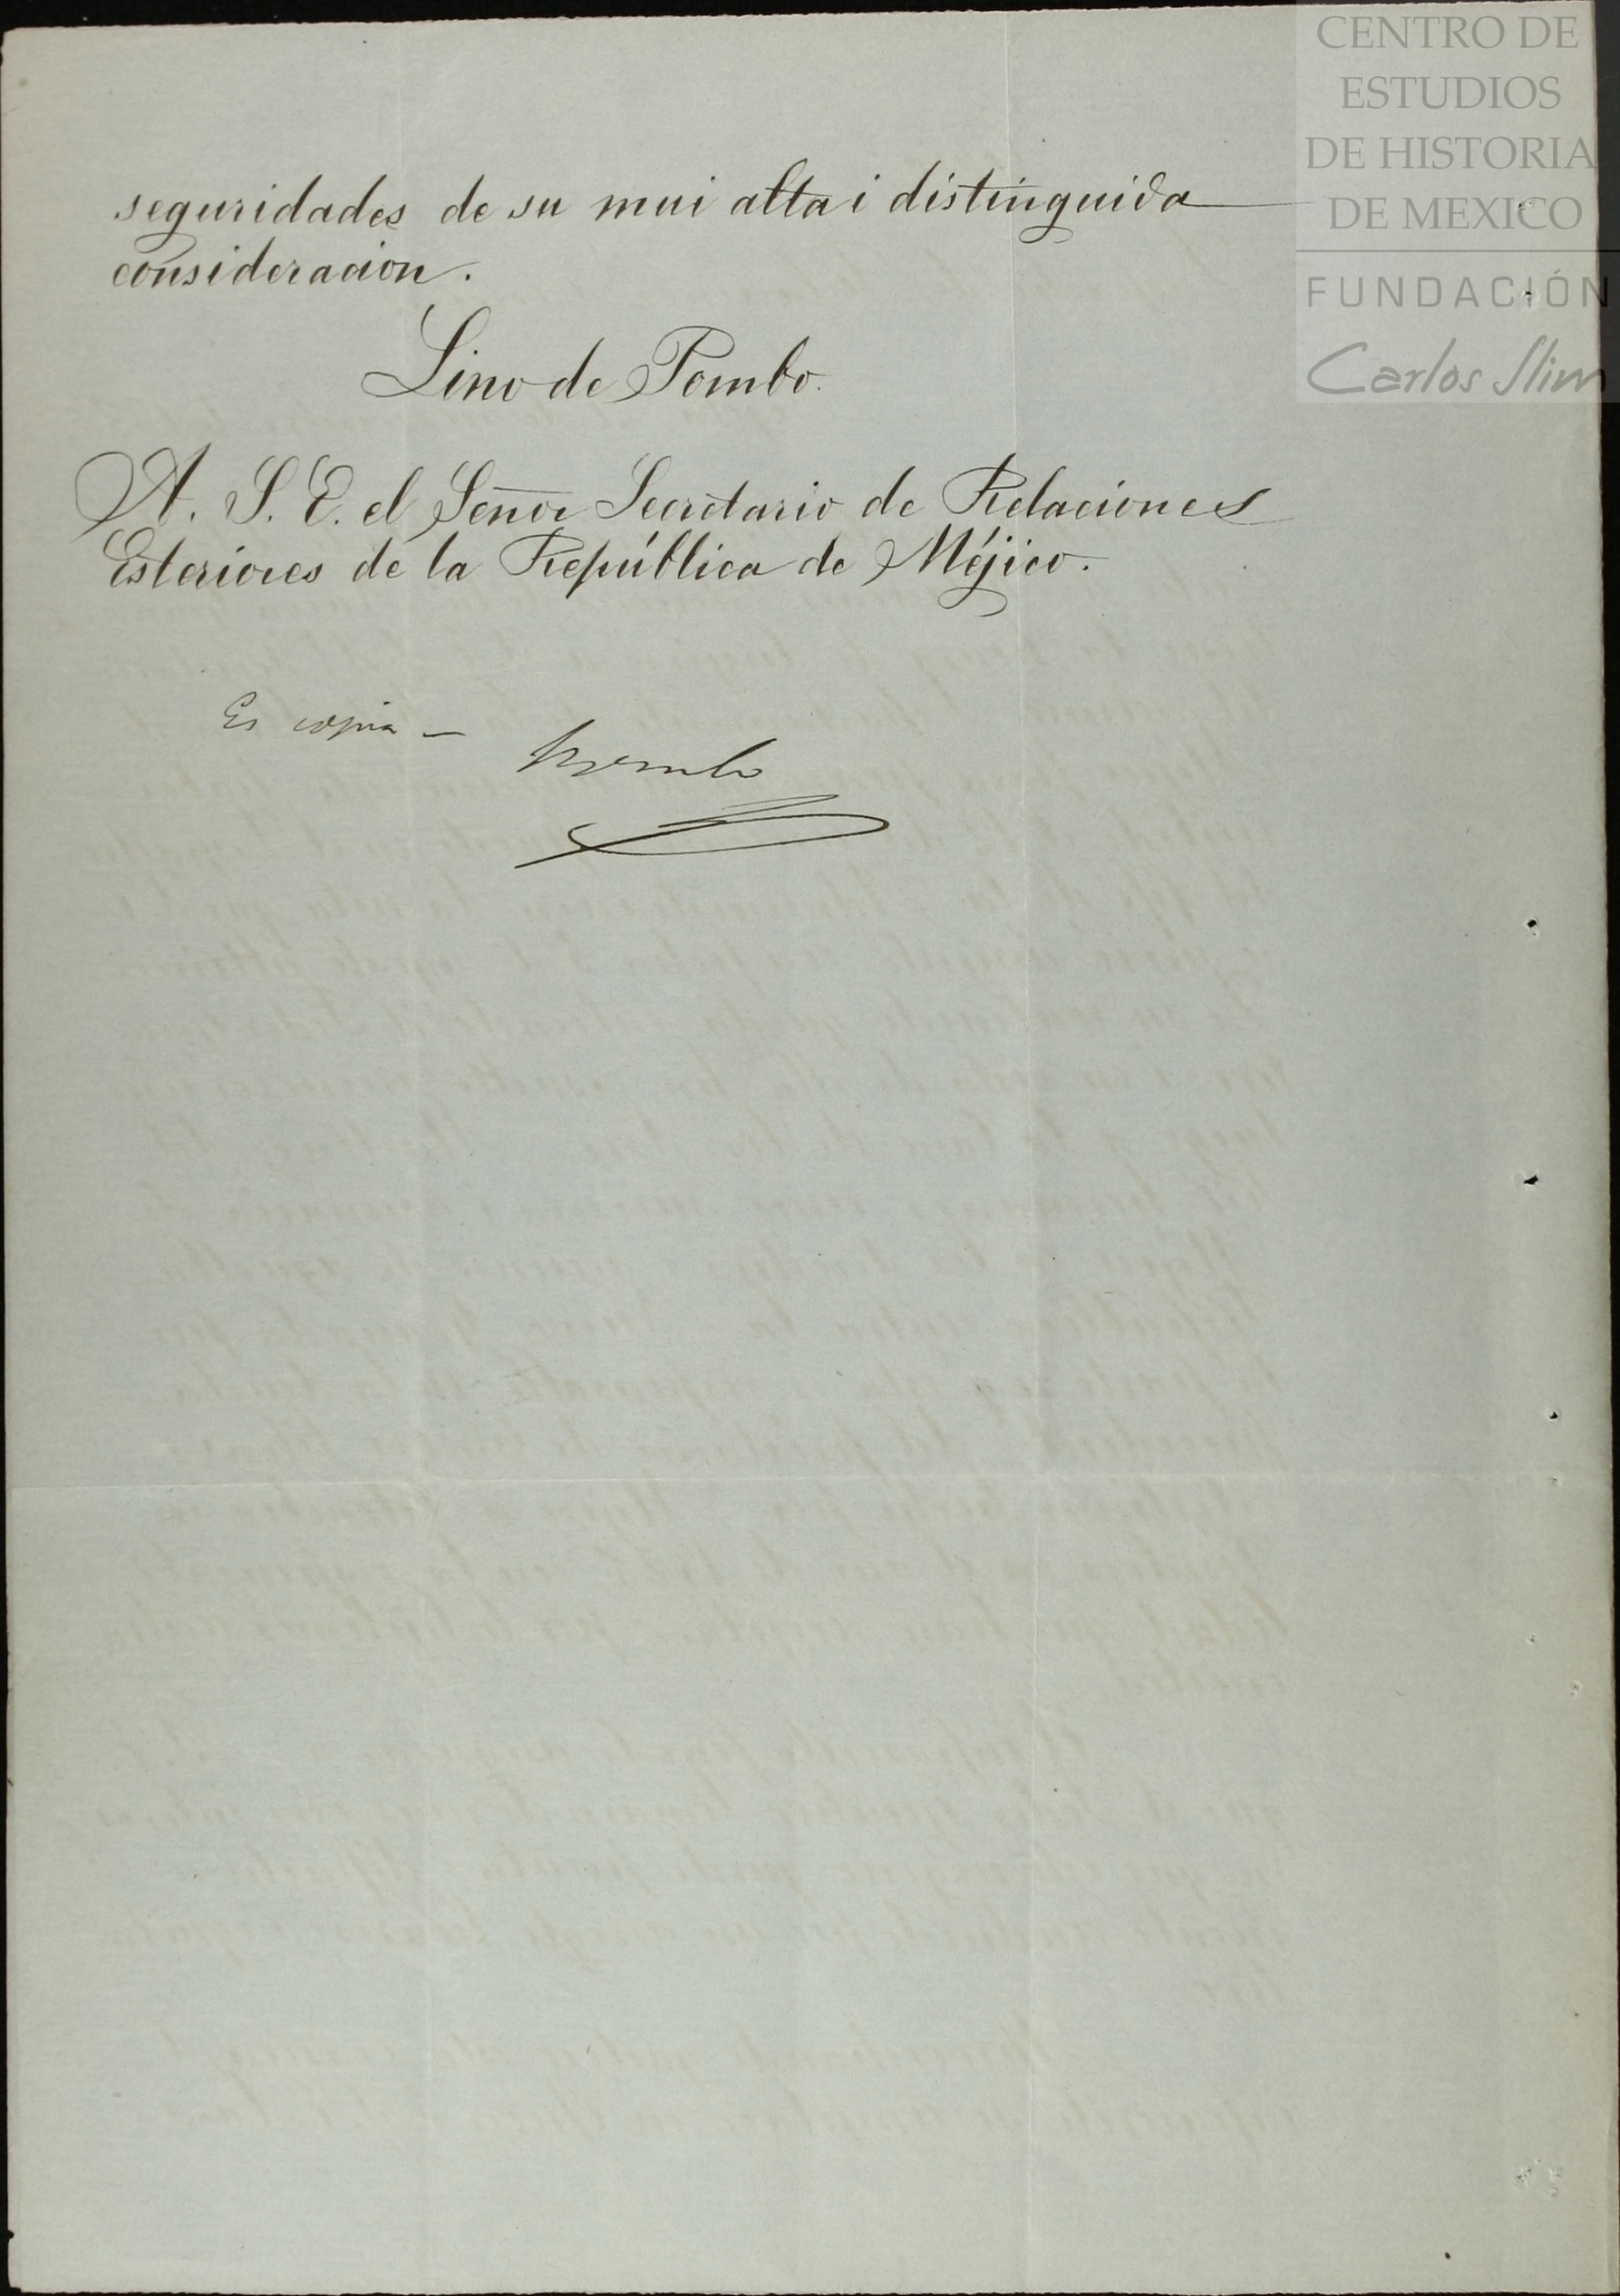 CENTRO DE
ESTUDIOS
DE HISTORIA
DE MEXICO
FUNDACIÓN
Carlos Slim
seguridades de su mui alta i distinguida
consideracion.
Lino de Pombo.
A. S. E. el Señor Secretario de Relaciones
Esteriores de la República de Méjico.
Es copia —